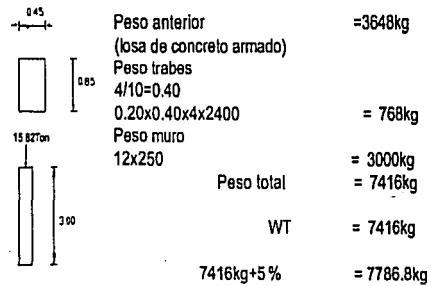 0.45
Peso anterior =3648kg
(losa de concreto armado)
0.85
Peso trabes
4/10=0.40
0.20x0.40x4x2400 = 768kg
15.82Ton
Peso muro
12x250 = 3000kg
Peso total = 7416kg
3.00
WT = 7416kg
7416kg+5% =7786.8kg